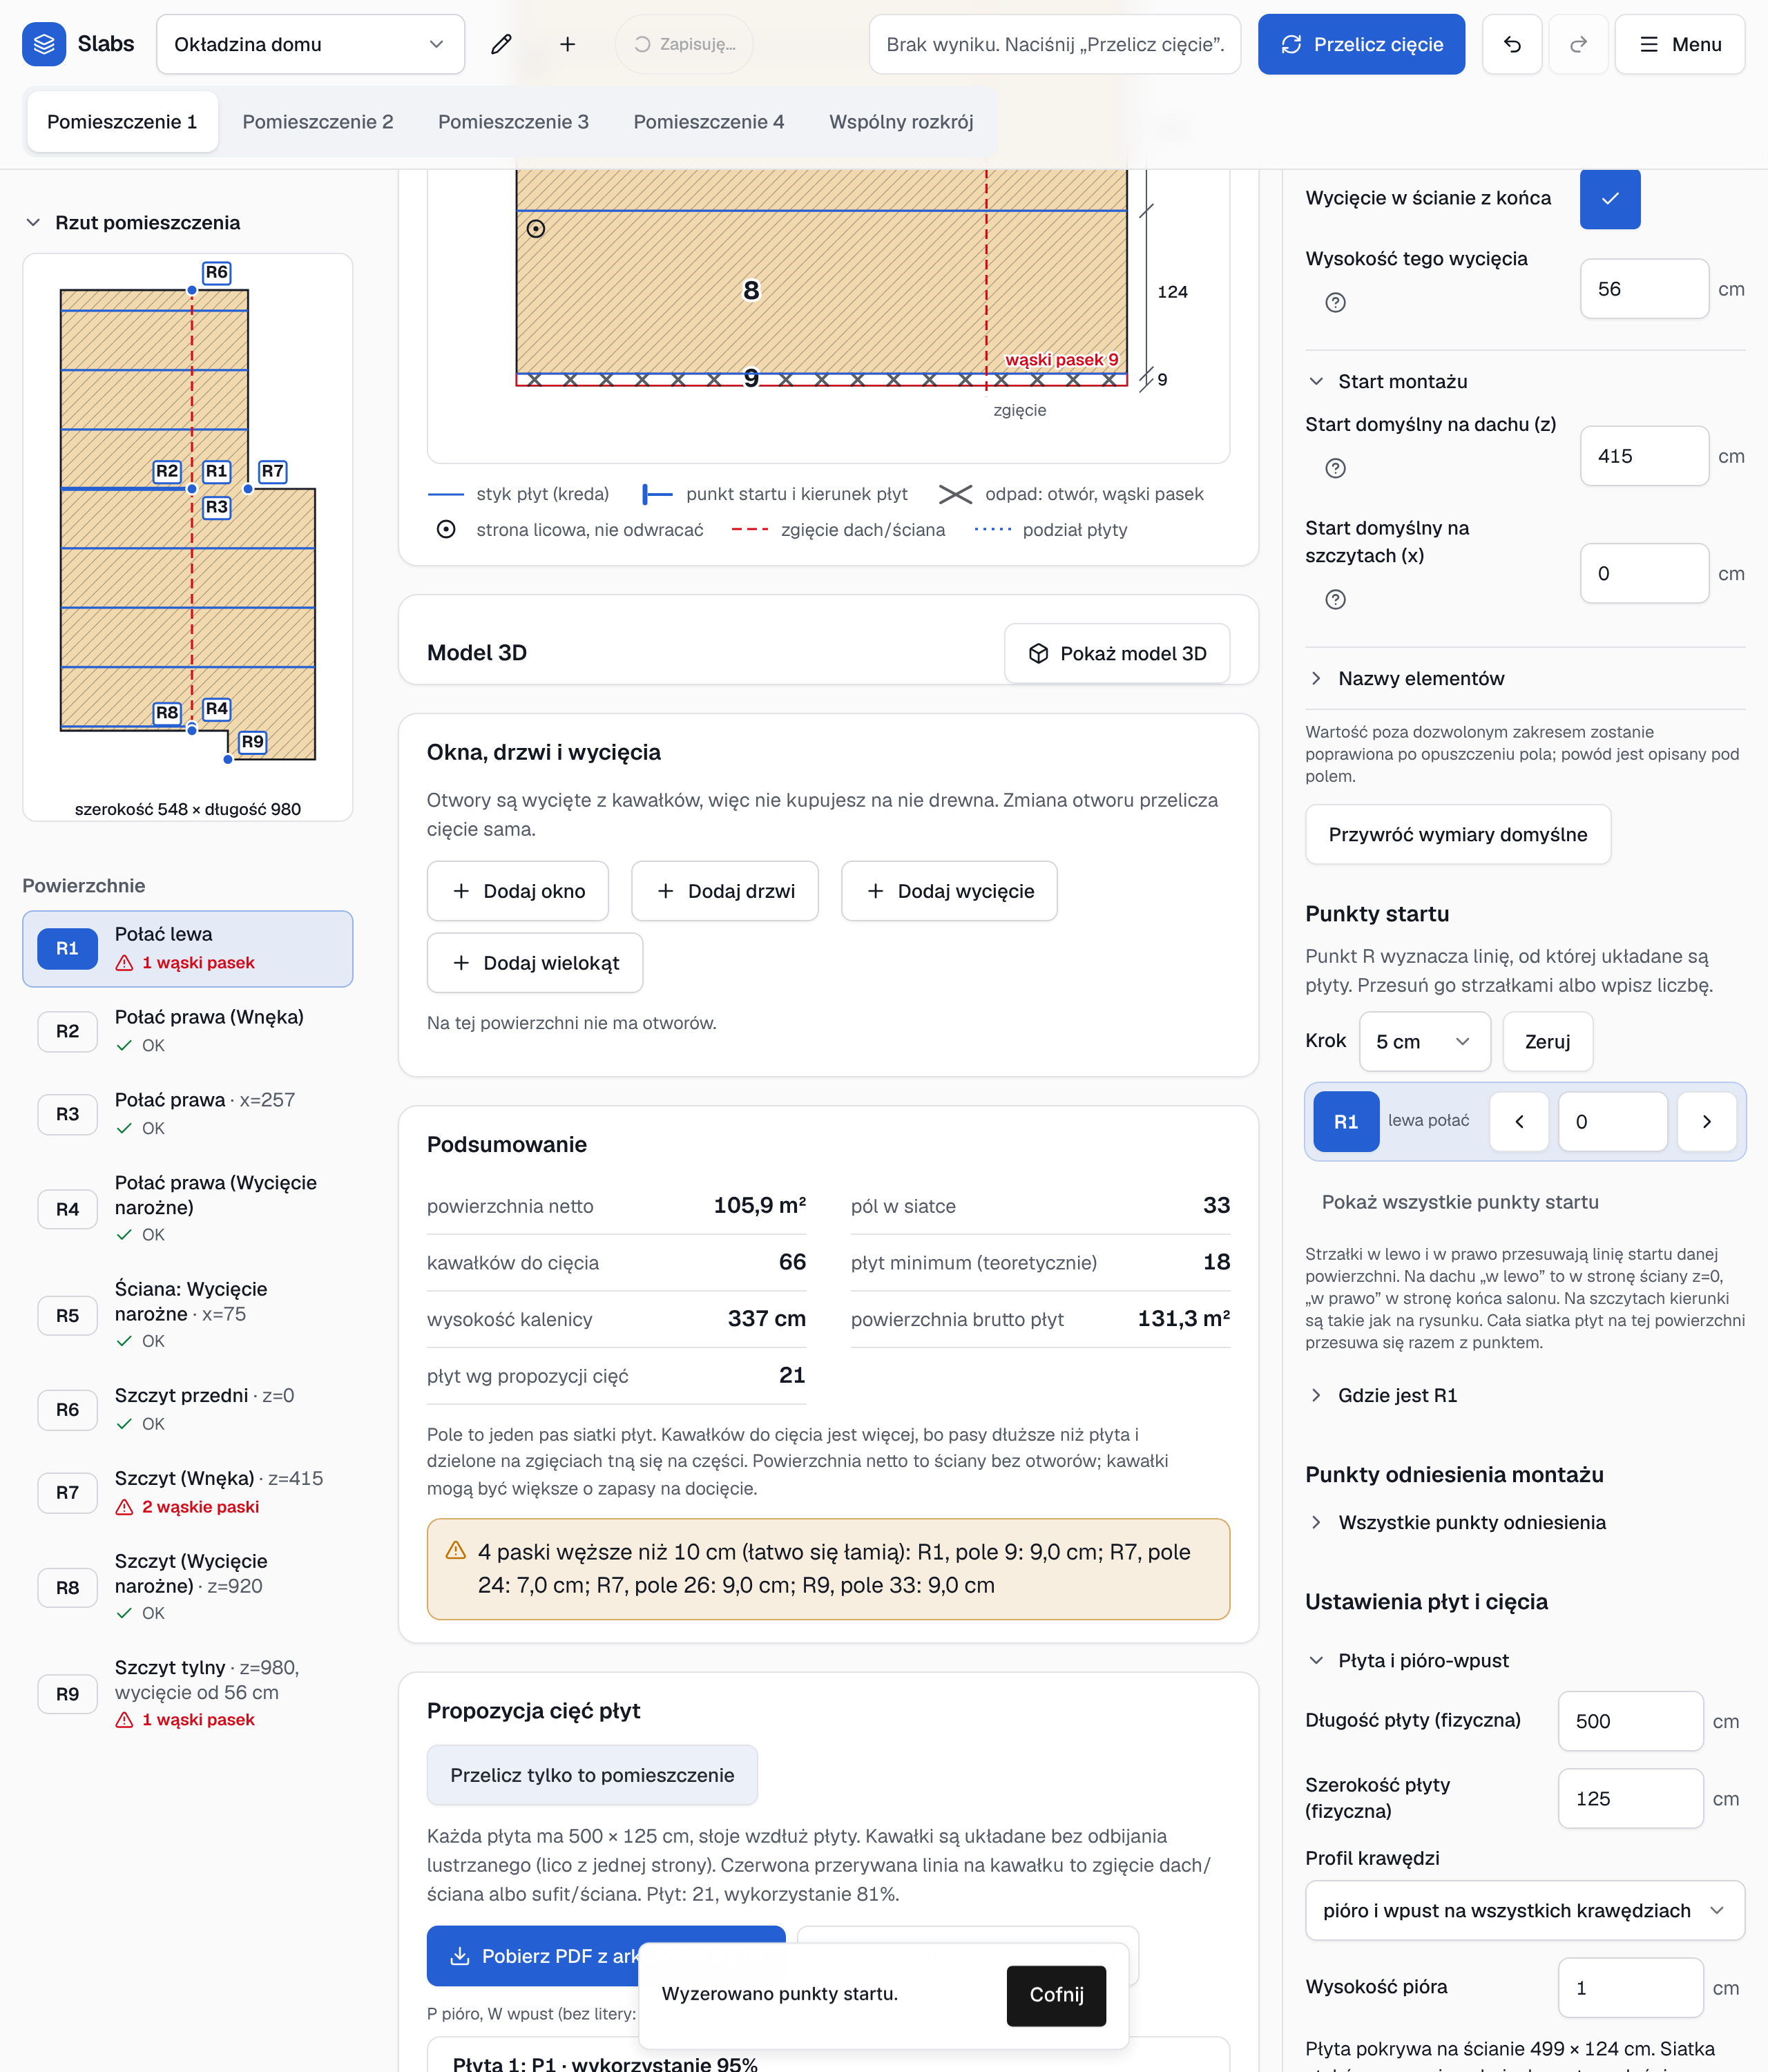 Slabs
Okładzina domu
Zapisuję…
Brak wyniku. Naciśnij „Przelicz cięcie”.
Przelicz cięcie
Menu
Pomieszczenie 1
Pomieszczenie 2
Pomieszczenie 3
Pomieszczenie 4
Wspólny rozkrój
Rzut pomieszczenia
R6
R2
R1
R7
R3
R8
R4
R9
szerokość 548 × długość 980
Powierzchnie
R1
Połać lewa
1 wąski pasek
R2
Połać prawa (Wnęka)
OK
R3
Połać prawa · x=257
OK
R4
Połać prawa (Wycięcie
narożne)
OK
R5
Ściana: Wycięcie
narożne · x=75
OK
R6
Szczyt przedni · z=0
OK
R7
Szczyt (Wnęka) · z=415
2 wąskie paski
R8
Szczyt (Wycięcie
narożne) · z=920
OK
R9
Szczyt tylny · z=980,
wycięcie od 56 cm
1 wąski pasek
8
124
wąski pasek 9
9
9
zgięcie
styk płyt (kreda)
punkt startu i kierunek płyt
odpad: otwór, wąski pasek
strona licowa, nie odwracać
zgięcie dach/ściana
podział płyty
Model 3D
Pokaż model 3D
Okna, drzwi i wycięcia
Otwory są wycięte z kawałków, więc nie kupujesz na nie drewna. Zmiana otworu przelicza
cięcie sama.
Dodaj okno
Dodaj drzwi
Dodaj wycięcie
Dodaj wielokąt
Na tej powierzchni nie ma otworów.
Podsumowanie
powierzchnia netto 105,9 m²
pól w siatce 33
kawałków do cięcia 66
płyt minimum (teoretycznie) 18
wysokość kalenicy 337 cm
powierzchnia brutto płyt 131,3 m²
płyt wg propozycji cięć 21
Pole to jeden pas siatki płyt. Kawałków do cięcia jest więcej, bo pasy dłuższe niż płyta i
dzielone na zgięciach tną się na części. Powierzchnia netto to ściany bez otworów; kawałki
mogą być większe o zapasy na docięcie.
4 paski węższe niż 10 cm (łatwo się łamią): R1, pole 9: 9,0 cm; R7, pole
24: 7,0 cm; R7, pole 26: 9,0 cm; R9, pole 33: 9,0 cm
Propozycja cięć płyt
Przelicz tylko to pomieszczenie
Każda płyta ma 500 × 125 cm, słoje wzdłuż płyty. Kawałki są układane bez odbijania
lustrzanego (lico z jednej strony). Czerwona przerywana linia na kawałku to zgięcie dach/
ściana albo sufit/ściana. Płyt: 21, wykorzystanie 81%.
Pobierz PDF z ark
P pióro, W wpust (bez litery:
Płyta 1: P1 · wykorzystanie 95%
Wyzerowano punkty startu.
Cofnij
Wycięcie w ścianie z końca
Wysokość tego wycięcia
56 cm
Start montażu
Start domyślny na dachu (z)
415 cm
Start domyślny na
szczytach (x)
0 cm
Nazwy elementów
Wartość poza dozwolonym zakresem zostanie
poprawiona po opuszczeniu pola; powód jest opisany pod
polem.
Przywróć wymiary domyślne
Punkty startu
Punkt R wyznacza linię, od której układane są
płyty. Przesuń go strzałkami albo wpisz liczbę.
Krok
5 cm
Zeruj
R1
lewa połać
0
Pokaż wszystkie punkty startu
Strzałki w lewo i w prawo przesuwają linię startu danej
powierzchni. Na dachu „w lewo” to w stronę ściany z=0,
„w prawo” w stronę końca salonu. Na szczytach kierunki
są takie jak na rysunku. Cała siatka płyt na tej powierzchni
przesuwa się razem z punktem.
Gdzie jest R1
Punkty odniesienia montażu
Wszystkie punkty odniesienia
Ustawienia płyt i cięcia
Płyta i pióro-wpust
Długość płyty (fizyczna)
500 cm
Szerokość płyty
(fizyczna)
125 cm
Profil krawędzi
pióro i wpust na wszystkich krawędziach
Wysokość pióra
1 cm
Płyta pokrywa na ścianie 499 × 124 cm. Siatka